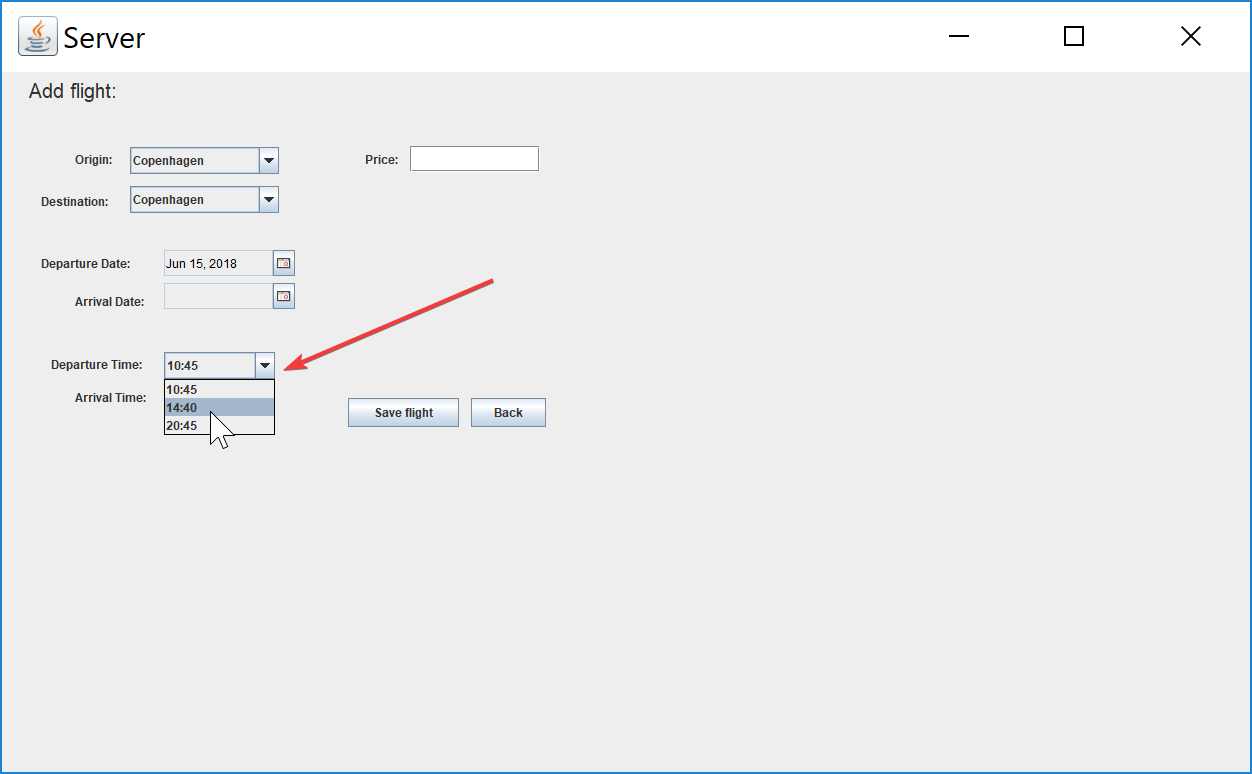 Server
Add flight:
Origin: Copenhagen Price:
Destination: Copenhagen
Departure Date: Jun 15, 2018
Arrival Date:
Departure Time: 10:45
10:45
Arrival Time:
14:40
20:45
Save flight Back